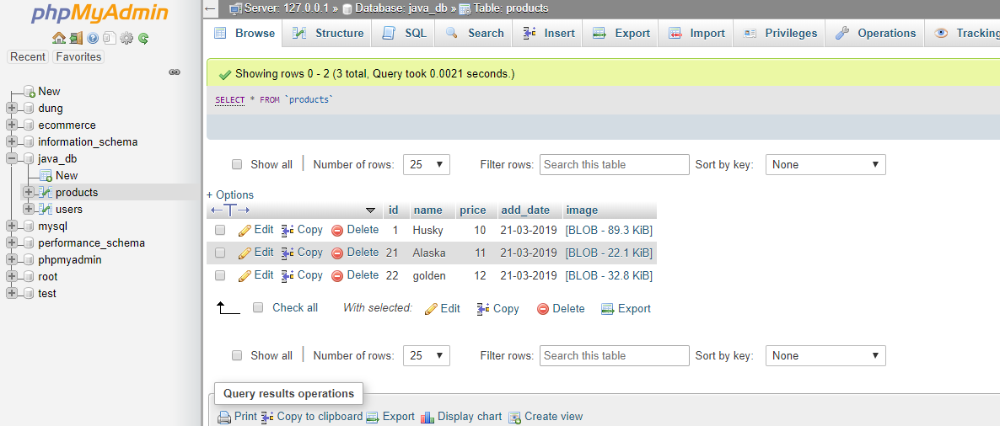 phpMyAdmin
Recent Favorites
New
dung
ecommerce
information_schema
java_db
New
products
users
mysql
performance_schema
phpmyadmin
root
test
Server: 127.0.0.1 » Database: java_db » Table: products
Browse Structure SQL Search Insert Export Import Privileges Operations Tracking
Showing rows 0 - 2 (3 total, Query took 0.0021 seconds.)
SELECT * FROM `products`
Show all | Number of rows: 25 Filter rows: Search this table Sort by key: None
+ Options
←T→ id name price add_date image
Edit Copy Delete 1 Husky 10 21-03-2019 [BLOB - 89.3 KiB]
Edit Copy Delete 21 Alaska 11 21-03-2019 [BLOB - 22.1 KiB]
Edit Copy Delete 22 golden 12 21-03-2019 [BLOB - 32.8 KiB]
Check all With selected: Edit Copy Delete Export
Show all | Number of rows: 25 Filter rows: Search this table Sort by key: None
Query results operations
Print Copy to clipboard Export Display chart Create view